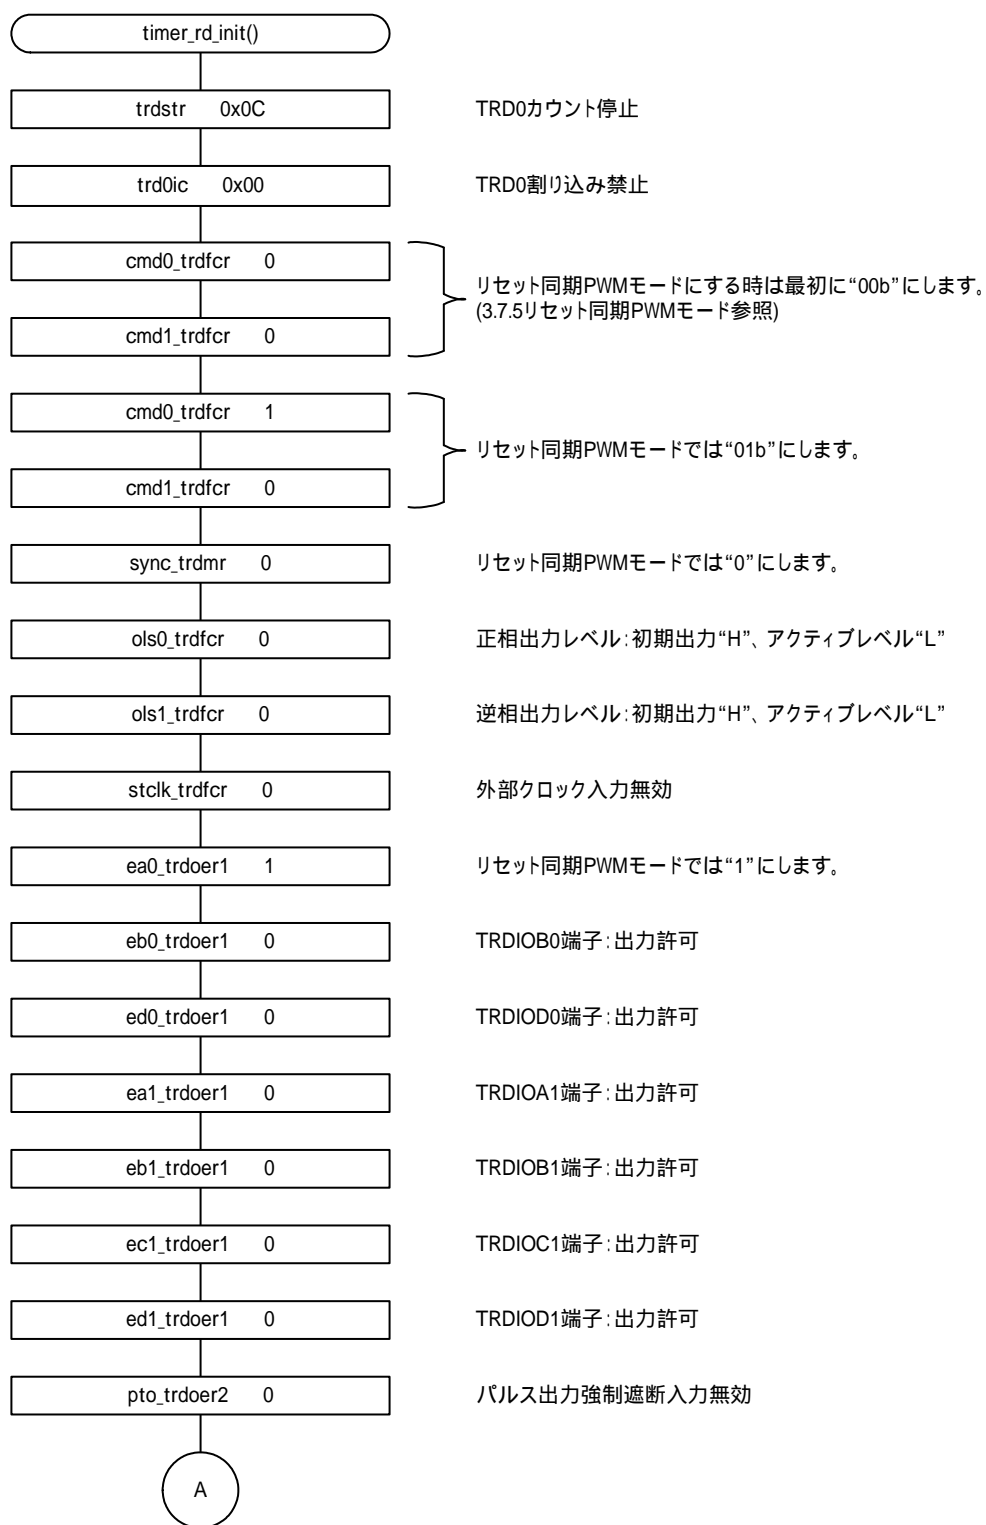 timer_rd_init()
trdstr 0x0C
TRD0カウント停止
trd0ic 0x00
TRD0割り込み禁止
cmd0_trdfcr 0
cmd1_trdfcr 0
リセット同期PWMモードにする時は最初に“00b”にします。
(3.7.5リセット同期PWMモード参照)
cmd0_trdfcr 1
cmd1_trdfcr 0
リセット同期PWMモードでは“01b”にします。
sync_trdmr 0
リセット同期PWMモードでは“0”にします。
ols0_trdfcr 0
正相出力レベル:初期出力“H”、アクティブレベル“L”
ols1_trdfcr 0
逆相出力レベル:初期出力“H”、アクティブレベル“L”
stclk_trdfcr 0
外部クロック入力無効
ea0_trdoer1 1
リセット同期PWMモードでは“1”にします。
eb0_trdoer1 0
TRDIOB0端子:出力許可
ed0_trdoer1 0
TRDIOD0端子:出力許可
ea1_trdoer1 0
TRDIOA1端子:出力許可
eb1_trdoer1 0
TRDIOB1端子:出力許可
ec1_trdoer1 0
TRDIOC1端子:出力許可
ed1_trdoer1 0
TRDIOD1端子:出力許可
pto_trdoer2 0
パルス出力強制遮断入力無効
A